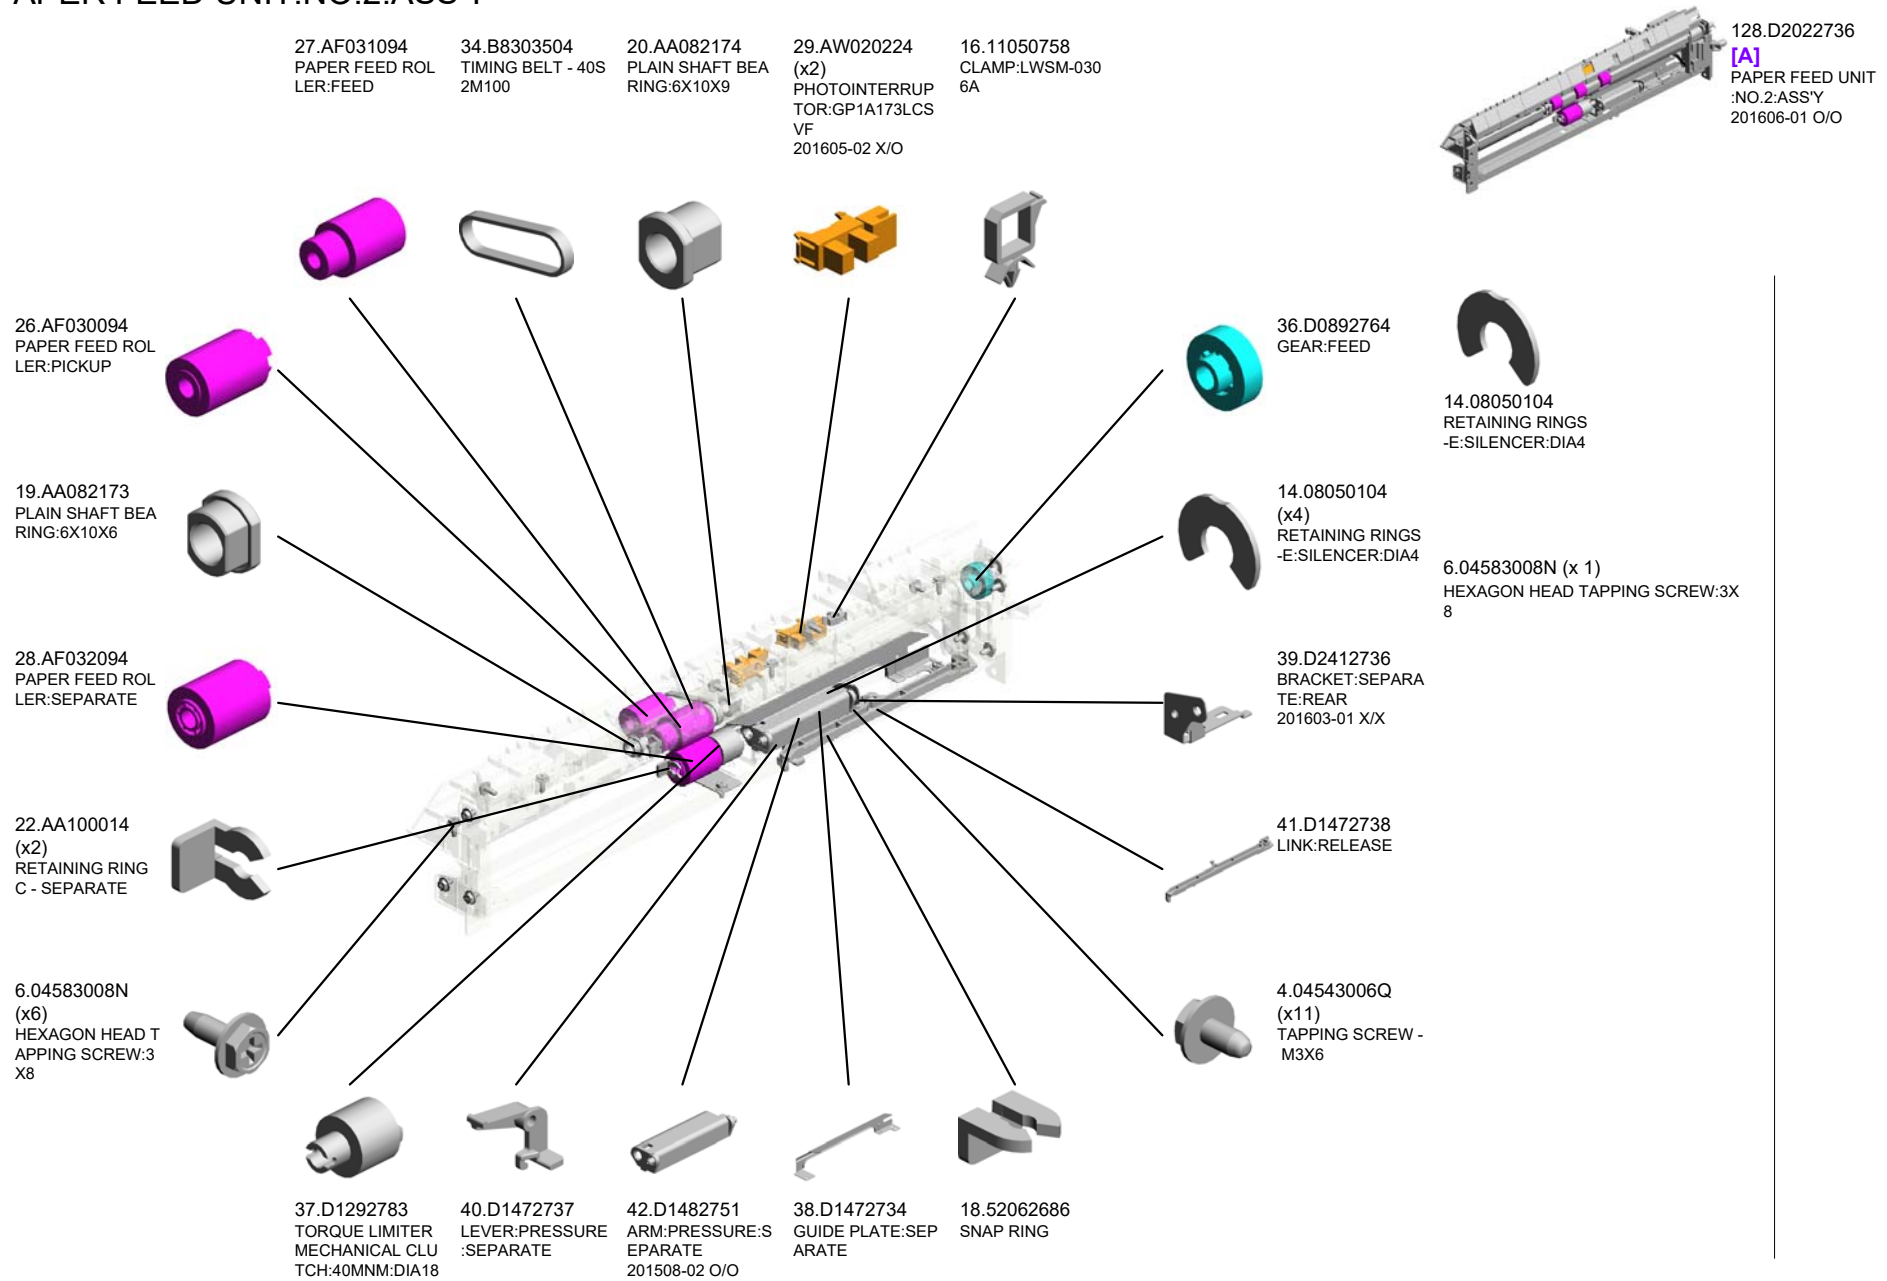 27.AF031094
PAPER FEED ROL
LER:FEED
34.B8303504
TIMING BELT - 40S
2M100
20.AA082174
PLAIN SHAFT BEA
RING:6X10X9
29.AW020224
(x2)
PHOTOINTERRUP
TOR:GP1A173LCS
VF
201605-02 X/O
16.11050758
CLAMP:LWSM-030
6A
128.D2022736
[A]
PAPER FEED UNIT
:NO.2:ASS'Y
201606-01 O/O
26.AF030094
PAPER FEED ROL
LER:PICKUP
36.D0892764
GEAR:FEED
14.08050104
RETAINING RINGS
-E:SILENCER:DIA4
19.AA082173
PLAIN SHAFT BEA
RING:6X10X6
14.08050104
(x4)
RETAINING RINGS
-E:SILENCER:DIA4
6.04583008N (x 1)
HEXAGON HEAD TAPPING SCREW:3X
8
28.AF032094
PAPER FEED ROL
LER:SEPARATE
39.D2412736
BRACKET:SEPARA
TE:REAR
201603-01 X/X
22.AA100014
(x2)
RETAINING RING
C - SEPARATE
41.D1472738
LINK:RELEASE
6.04583008N
(x6)
HEXAGON HEAD T
APPING SCREW:3
X8
4.04543006Q
(x11)
TAPPING SCREW -
M3X6
37.D1292783
TORQUE LIMITER
MECHANICAL CLU
TCH:40MNM:DIA18
40.D1472737
LEVER:PRESSURE
:SEPARATE
42.D1482751
ARM:PRESSURE:S
EPARATE
201508-02 O/O
38.D1472734
GUIDE PLATE:SEP
ARATE
18.52062686
SNAP RING